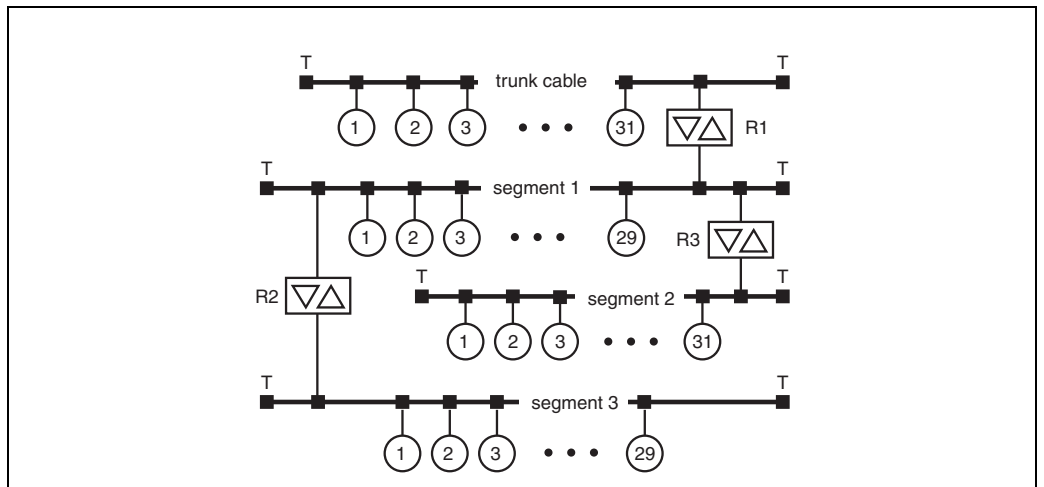 T T
trunk cable
1 2 3 • • • 31 R1
T T
segment 1
1 2 3 • • • 29 R3
T T
R2 segment 2
1 2 3 • • • 31
T T
segment 3
1 2 3 • • • 29